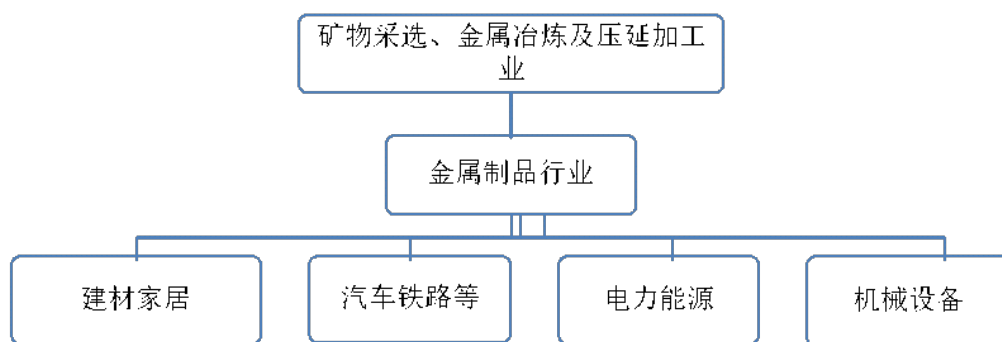 矿物采选、金属冶炼及压延加工
业
金属制品行业
建材家居
汽车铁路等
电力能源
机械设备